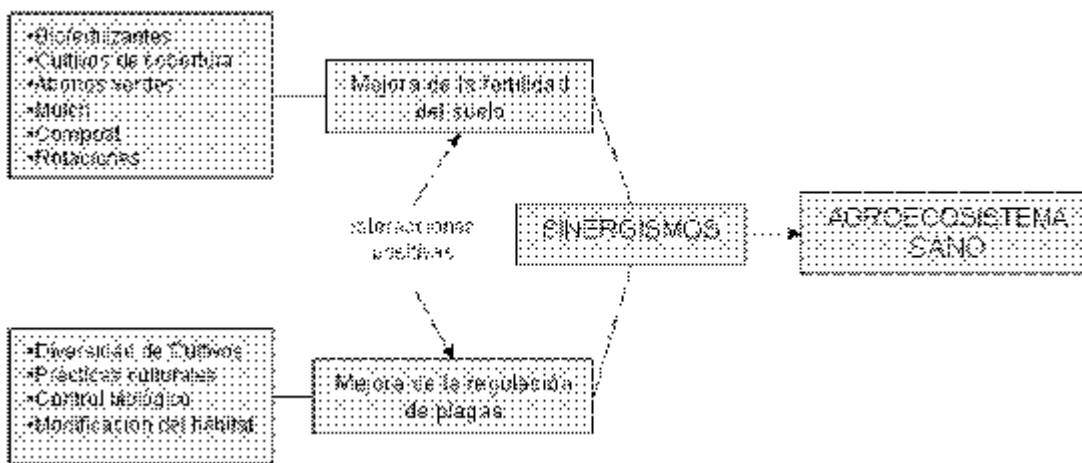 •Biofertilizantes
•Cultivos de cobertura
•Abonos verdes
•Mulch
•Compost
•Rotaciones
Mejora de la fertilidad
del suelo
interacciones
positivas
SINERGISMOS
AGROECOSISTEMA
SANO
•Diversidad de Cultivos
•Prácticas culturales
•Control biológico
•Modificación del hábitat
Mejora de la regulación
de plagas